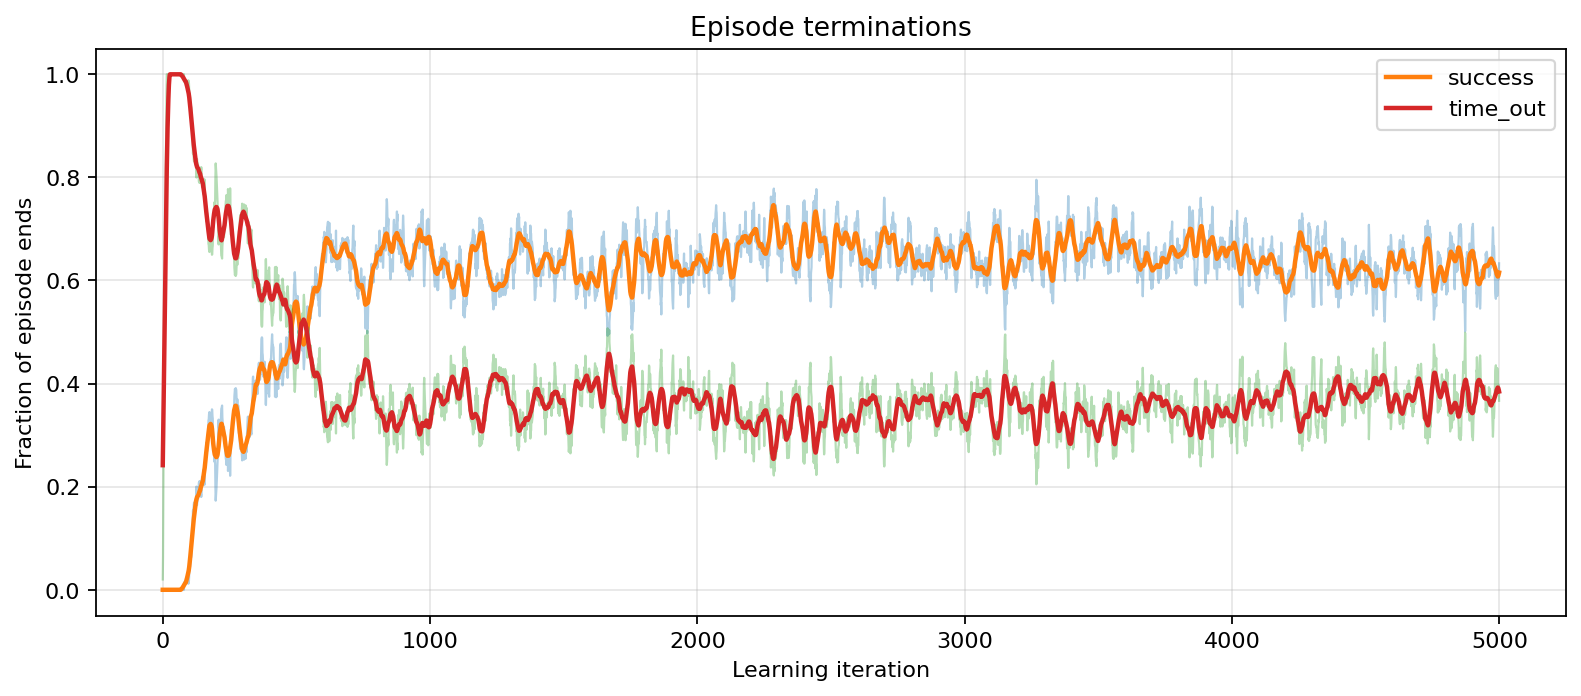 Episode terminations
success
time_out
Fraction of episode ends
1.0
0.8
0.6
0.4
0.2
0.0
0
1000
2000
3000
4000
5000
Learning iteration